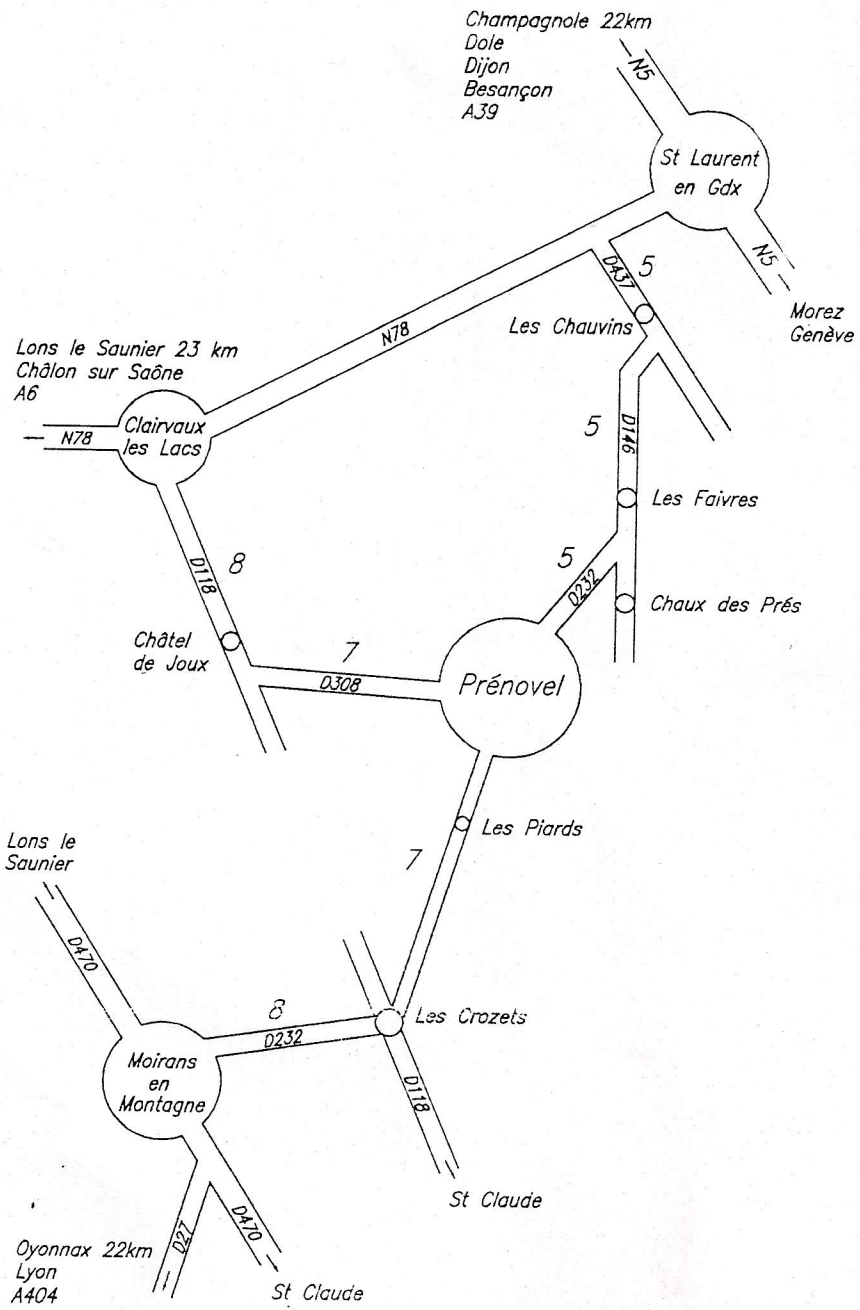 Champagnole 22km
Dole
Dijon
Besançon
A39
N5
St Laurent
en Gdx
N5
Morez
Genève
5
D437
Les Chauvins
N78
Lons le Saunier 23 km
Châlon sur Saône
A6
N78
Clairvaux
les Lacs
5
D146
Les Faivres
5
D232
Chaux des Prés
8
D118
Châtel
de Joux
7
D308
Prénovel
Les Piards
7
Lons le
Saunier
D470
8
D232
Les Crozets
Moirans
en
Montagne
D118
St Claude
D27
D470
Oyonnax 22km
Lyon
A404
St Claude